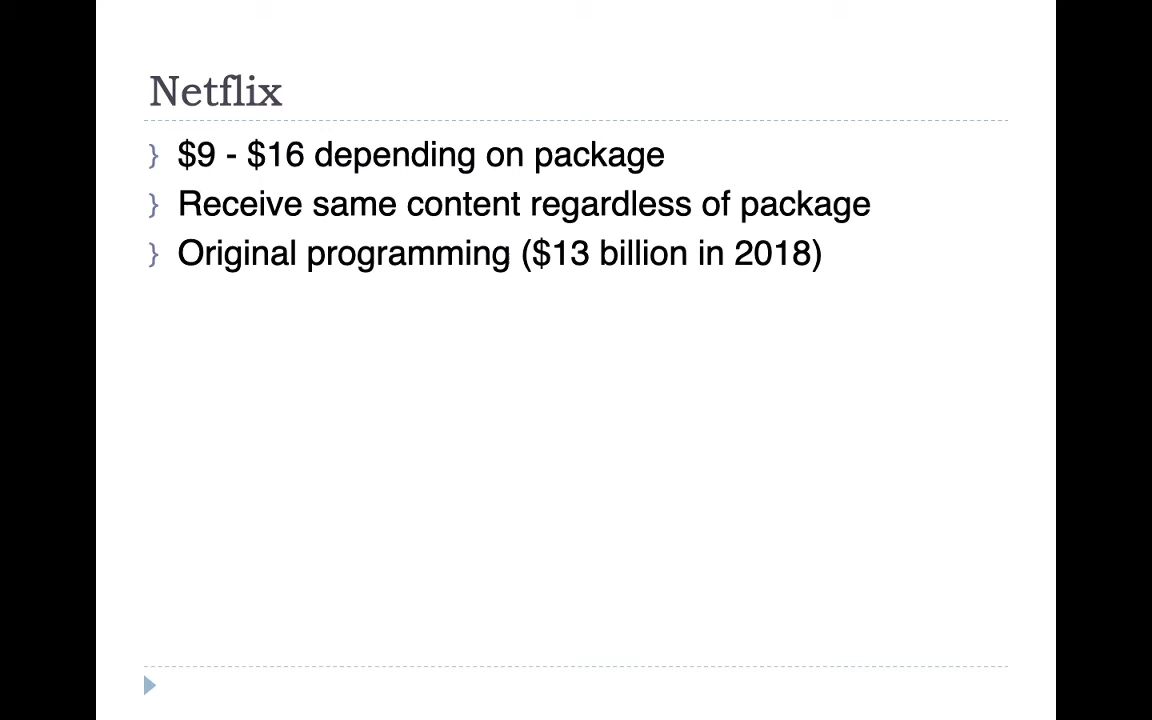 Netflix
} $9 - $16 depending on package
} Receive same content regardless of package
} Original programming ($13 billion in 2018)